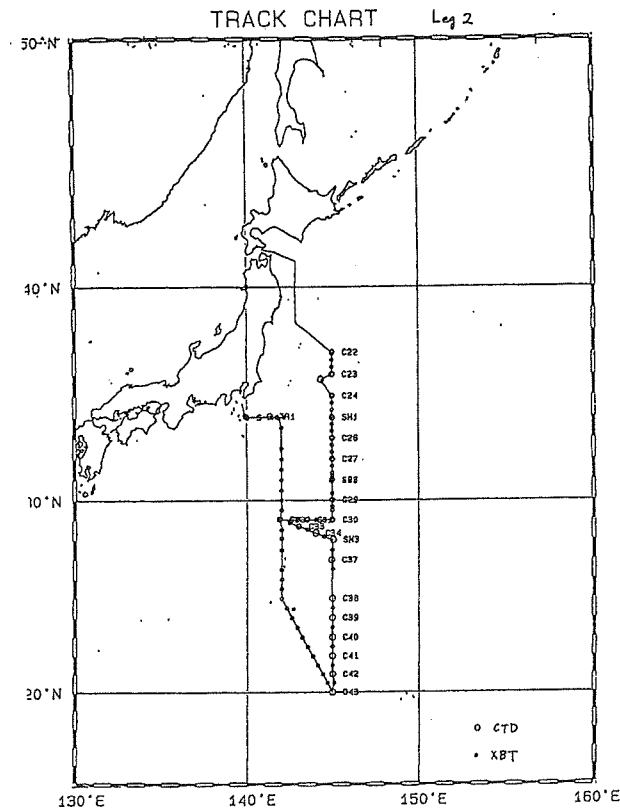 TRACK CHART Leg 2
50°N
40°N
C22
C23
C24
SH1
C26
C27
C29
30°N
C30
C34
SH3
C37
C38
C39
C40
C41
C42
C43
20°N
○ CTD
• XBT
130°E 140°E 150°E 160°E